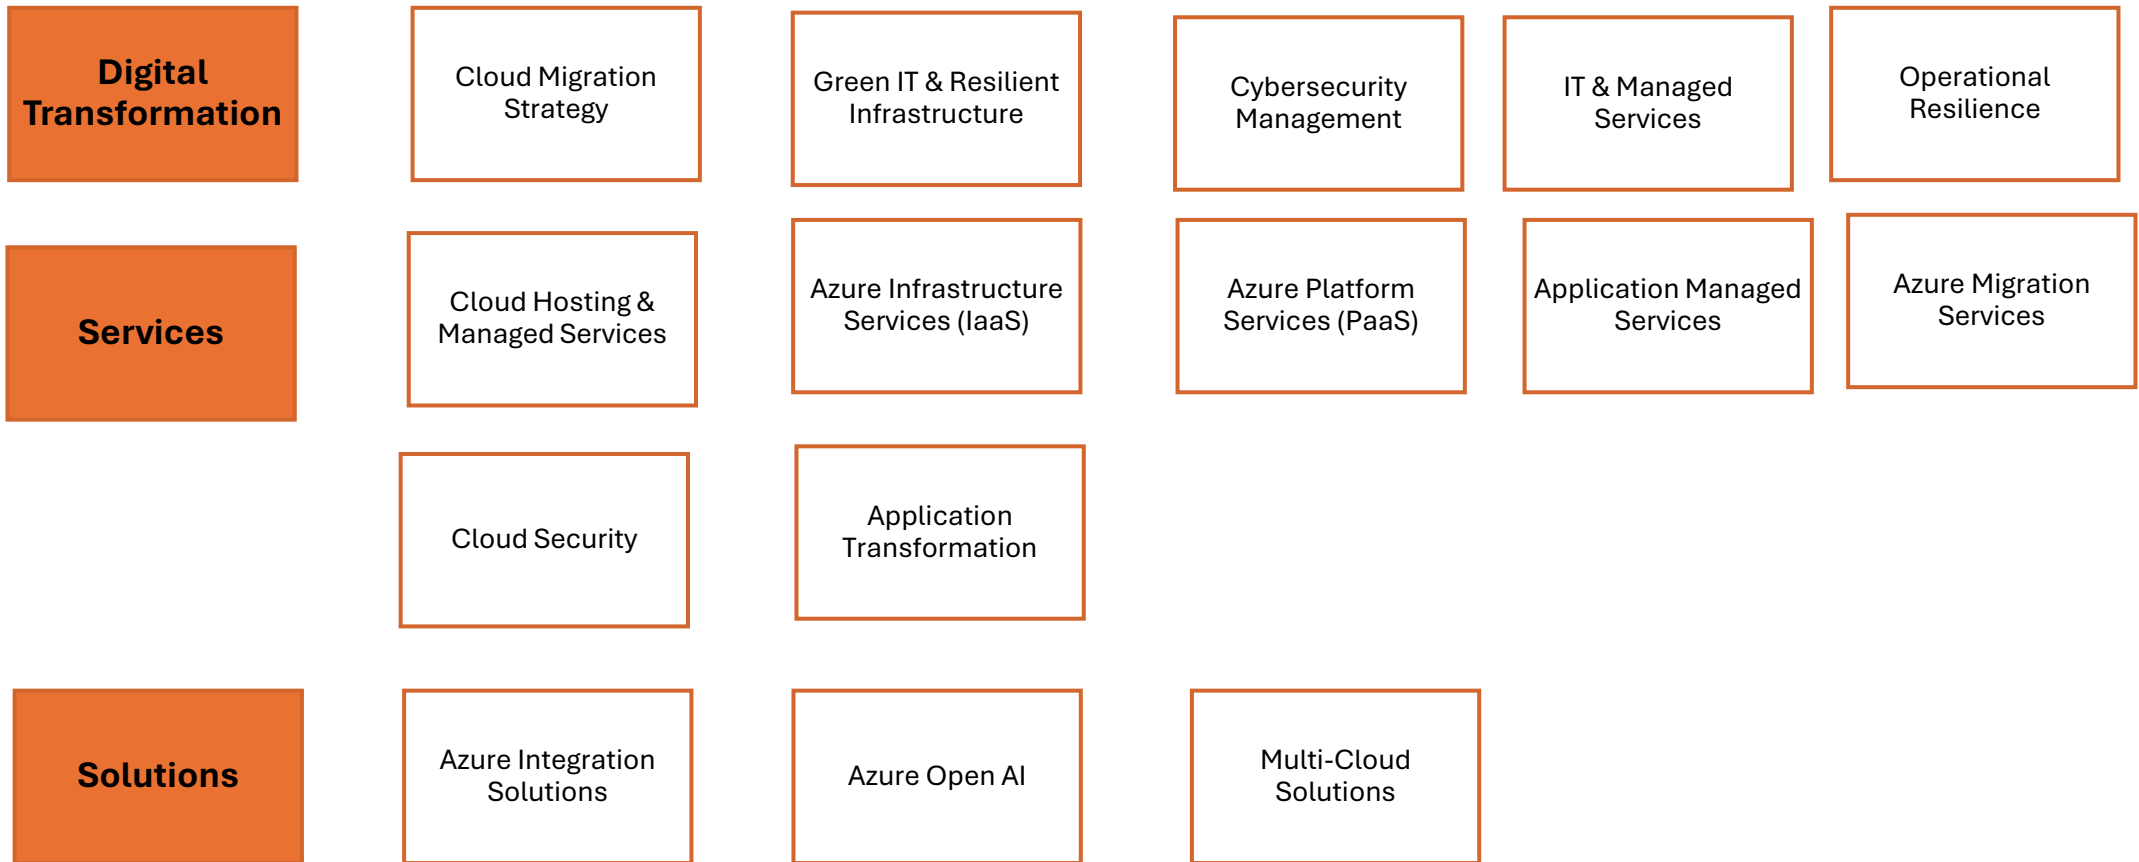 Digital
Transformation
Cloud Migration
Strategy
Green IT & Resilient
Infrastructure
Cybersecurity
Management
IT & Managed
Services
Operational
Resilience
Services
Cloud Hosting &
Managed Services
Azure Infrastructure
Services (IaaS)
Azure Platform
Services (PaaS)
Application Managed
Services
Azure Migration
Services
Cloud Security
Application
Transformation
Solutions
Azure Integration
Solutions
Azure Open AI
Multi-Cloud
Solutions